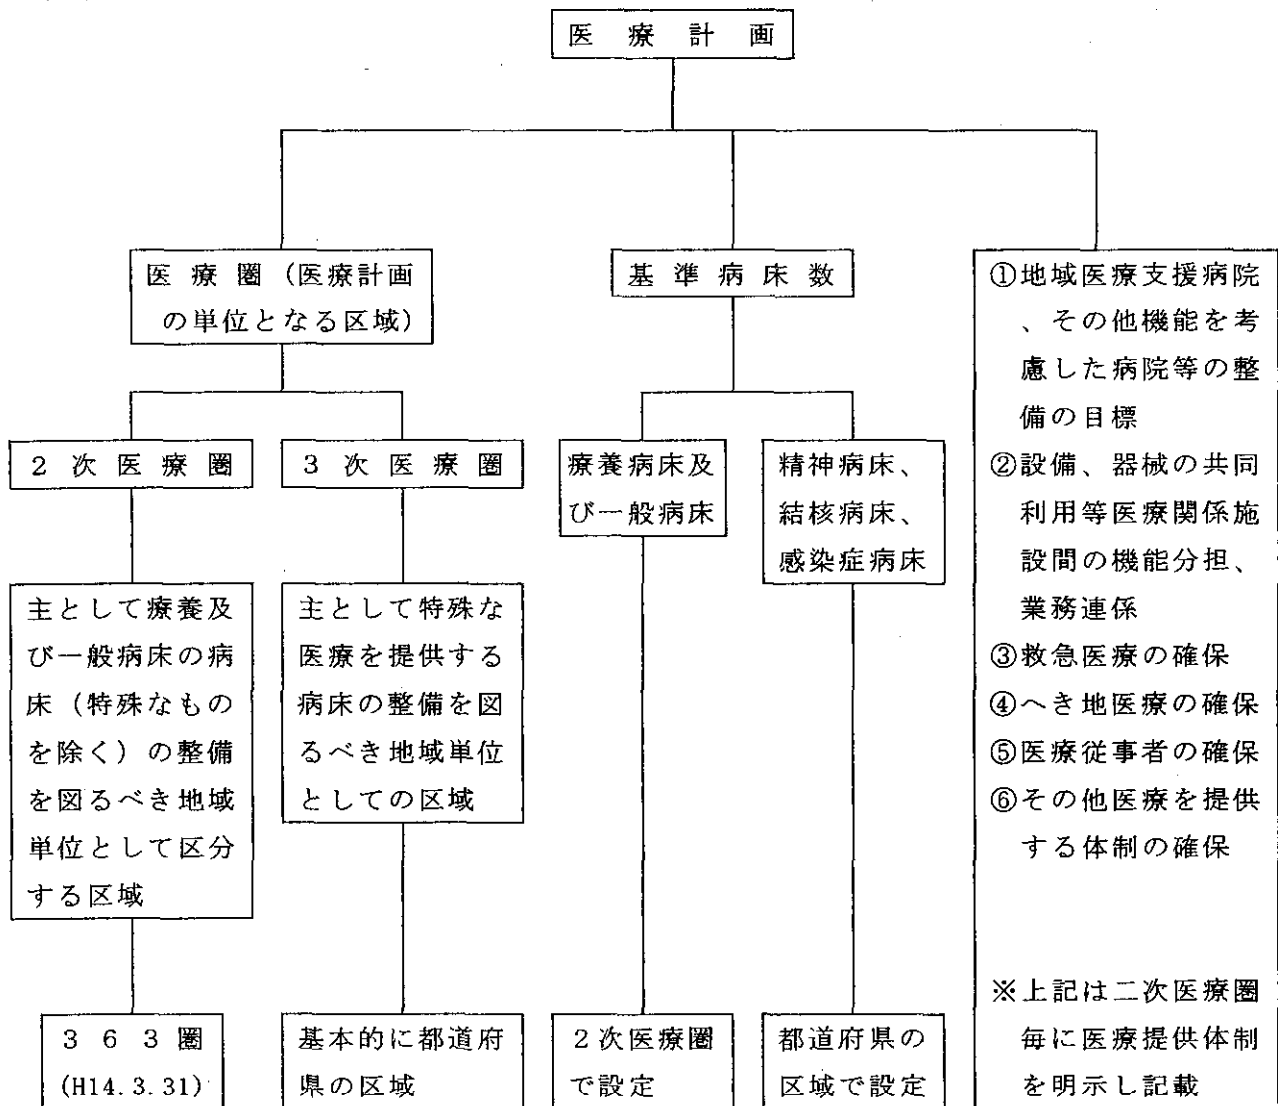 医療計画
医療圏（医療計画
の単位となる区域）
基準病床数
2次医療圏
3次医療圏
療養病床及
び一般病床
精神病床、
結核病床、
感染症病床
主として療養及
び一般病床の病
床（特殊なもの
を除く）の整備
を図るべき地域
単位として区分
する区域
主として特殊な
医療を提供する
病床の整備を図
るべき地域単位
としての区域
363圏
(H14.3.31)
基本的に都道府
県の区域
2次医療圏
で設定
都道府県の
区域で設定
①地域医療支援病院
、その他機能を考
慮した病院等の整
備の目標
②設備、器械の共同
利用等医療関係施
設間の機能分担、
業務連係
③救急医療の確保
④へき地医療の確保
⑤医療従事者の確保
⑥その他医療を提供
する体制の確保
※上記は二次医療圏
毎に医療提供体制
を明示し記載